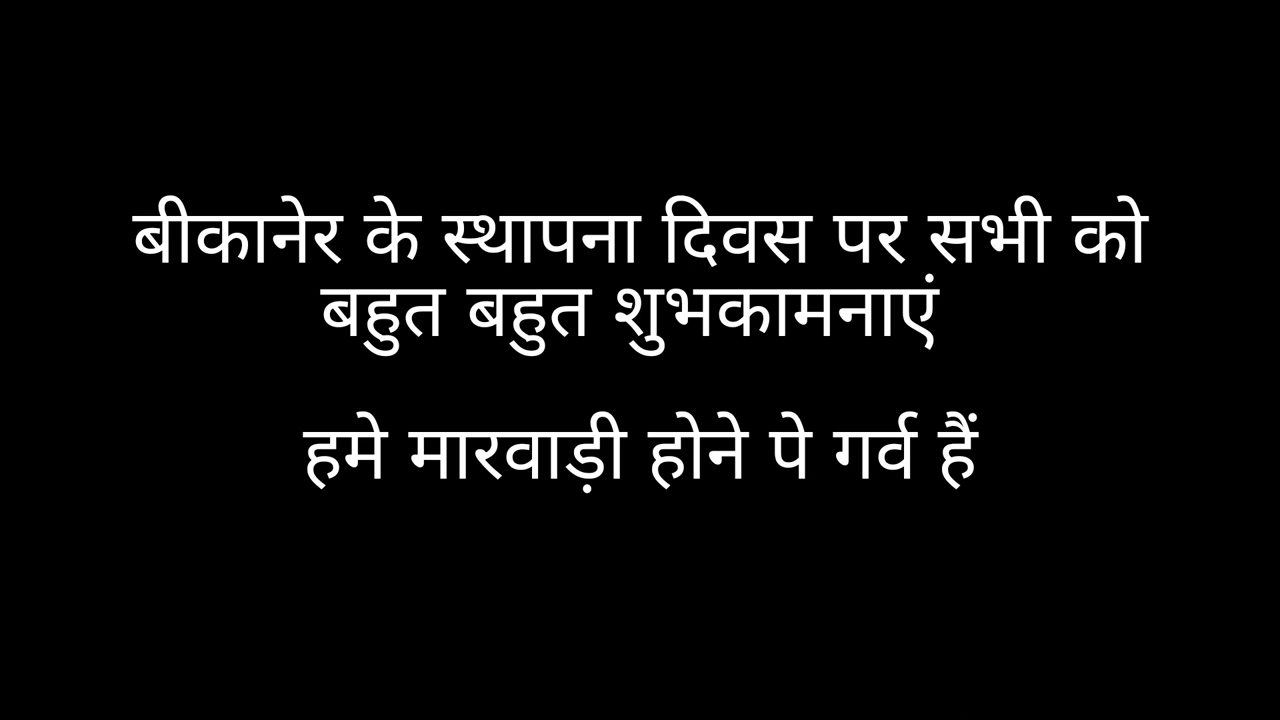 बीकानेर के स्थापना दिवस पर सभी को
बहुत बहुत शुभकामनाएं
हमे मारवाड़ी होने पे गर्व हैं